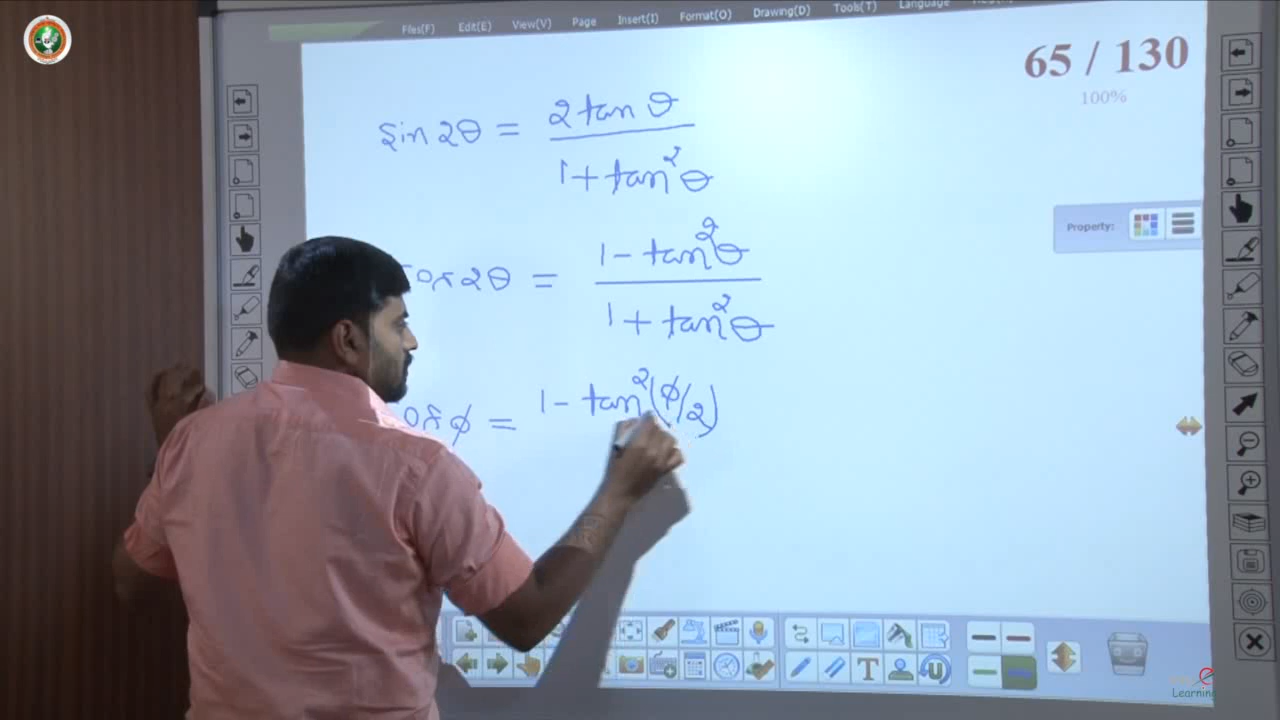 Files(F) Edit(E) View(V) Page Insert(I) Format(O) Drawing(D) Tools(T) Language
65 / 130
100%
sin 2θ = 2 tan θ
1 + tan²θ
Property:
cos 2θ = 1 - tan²θ
1 + tan²θ
cos φ = 1 - tan²(φ/2)
Learning